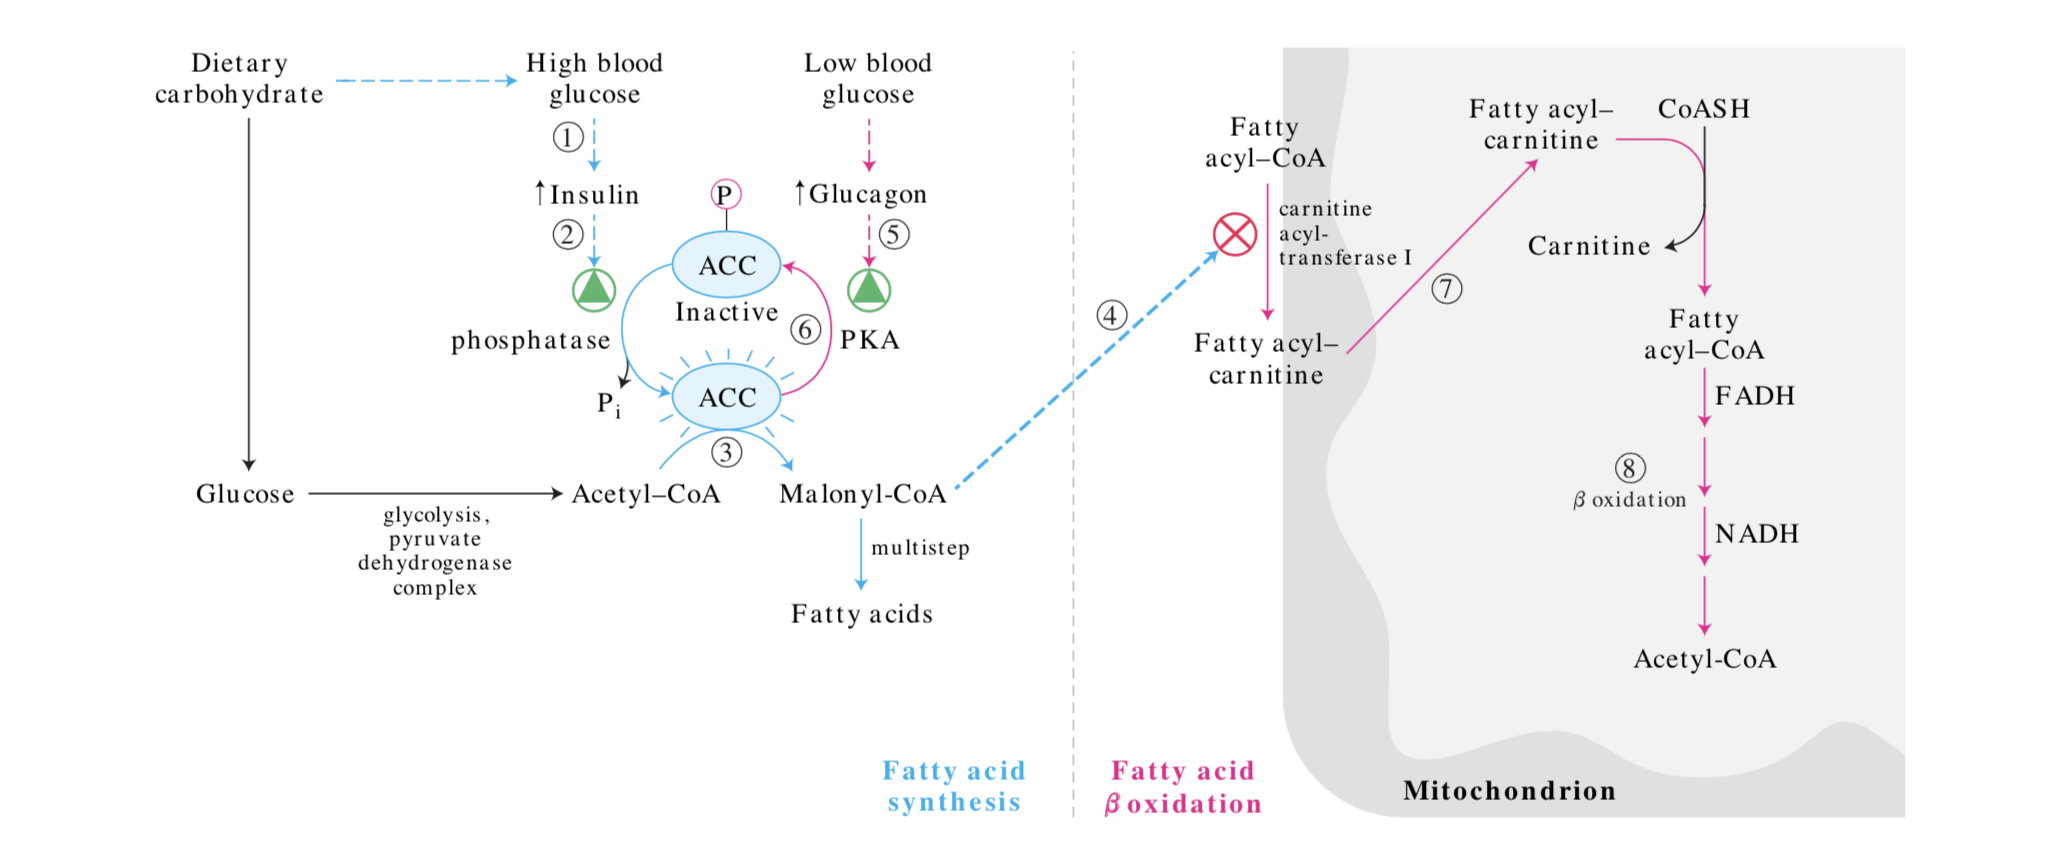 Dietary
carbohydrate
High blood
glucose
Low blood
glucose
①
↑Insulin
②
P
↑Glucagon
⑤
ACC
Inactive
phosphatase
⑥
PKA
P i
ACC
③
Glucose
glycolysis,
pyruvate
dehydrogenase
complex
Acetyl–CoA
Malonyl-CoA
multistep
Fatty acids
④
Fatty acid
synthesis
Fatty acid
β oxidation
Fatty
acyl–CoA
carnitine
acyl-
transferase I
Fatty acyl–
carnitine
⑦
Fatty acyl–
carnitine
CoASH
Carnitine
Fatty
acyl–CoA
FADH
⑧
β oxidation
NADH
Acetyl-CoA
Mitochondrion